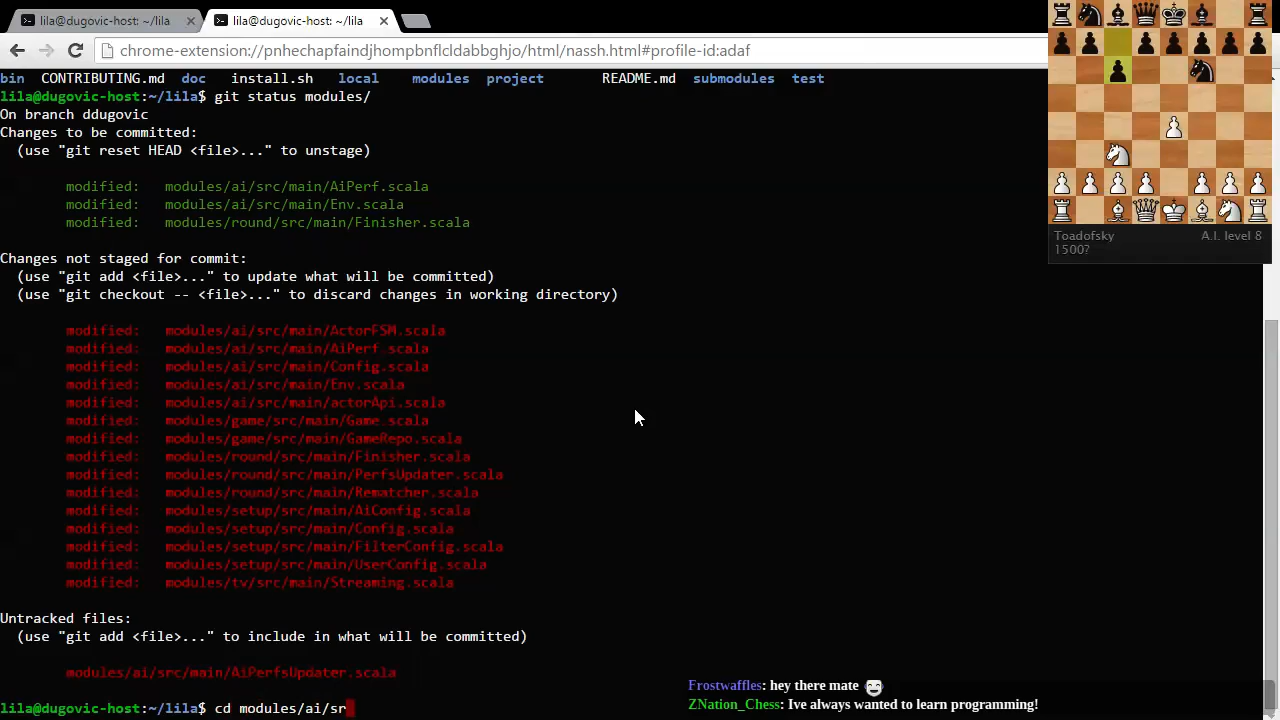 lila@dugovic-host: ~/lila
lila@dugovic-host: ~/lila
chrome-extension://pnhechapfaindjhompbnflcldabbghjo/html/nassh.html#profile-id:adaf
bin CONTRIBUTING.md doc install.sh local modules project README.md submodules test
lila@dugovic-host:~/lila$ git status modules/
On branch ddugovic
Changes to be committed:
(use "git reset HEAD <file>..." to unstage)
modified: modules/ai/src/main/AiPerf.scala
modified: modules/ai/src/main/Env.scala
modified: modules/round/src/main/Finisher.scala
Changes not staged for commit:
(use "git add <file>..." to update what will be committed)
(use "git checkout -- <file>..." to discard changes in working directory)
modified: modules/ai/src/main/ActorFSM.scala
modified: modules/ai/src/main/AiPerf.scala
modified: modules/ai/src/main/Config.scala
modified: modules/ai/src/main/Env.scala
modified: modules/ai/src/main/actorApi.scala
modified: modules/game/src/main/Game.scala
modified: modules/game/src/main/GameRepo.scala
modified: modules/round/src/main/Finisher.scala
modified: modules/round/src/main/PerfsUpdater.scala
modified: modules/round/src/main/Rematcher.scala
modified: modules/setup/src/main/AiConfig.scala
modified: modules/setup/src/main/Config.scala
modified: modules/setup/src/main/FilterConfig.scala
modified: modules/setup/src/main/UserConfig.scala
modified: modules/tv/src/main/Streaming.scala
Untracked files:
(use "git add <file>..." to include in what will be committed)
modules/ai/src/main/AiPerfsUpdater.scala
lila@dugovic-host:~/lila$ cd modules/ai/sr
Toadofsky A.I. level 8
1500?
Frostwaffles: hey there mate
ZNation_Chess: Ive always wanted to learn programming!